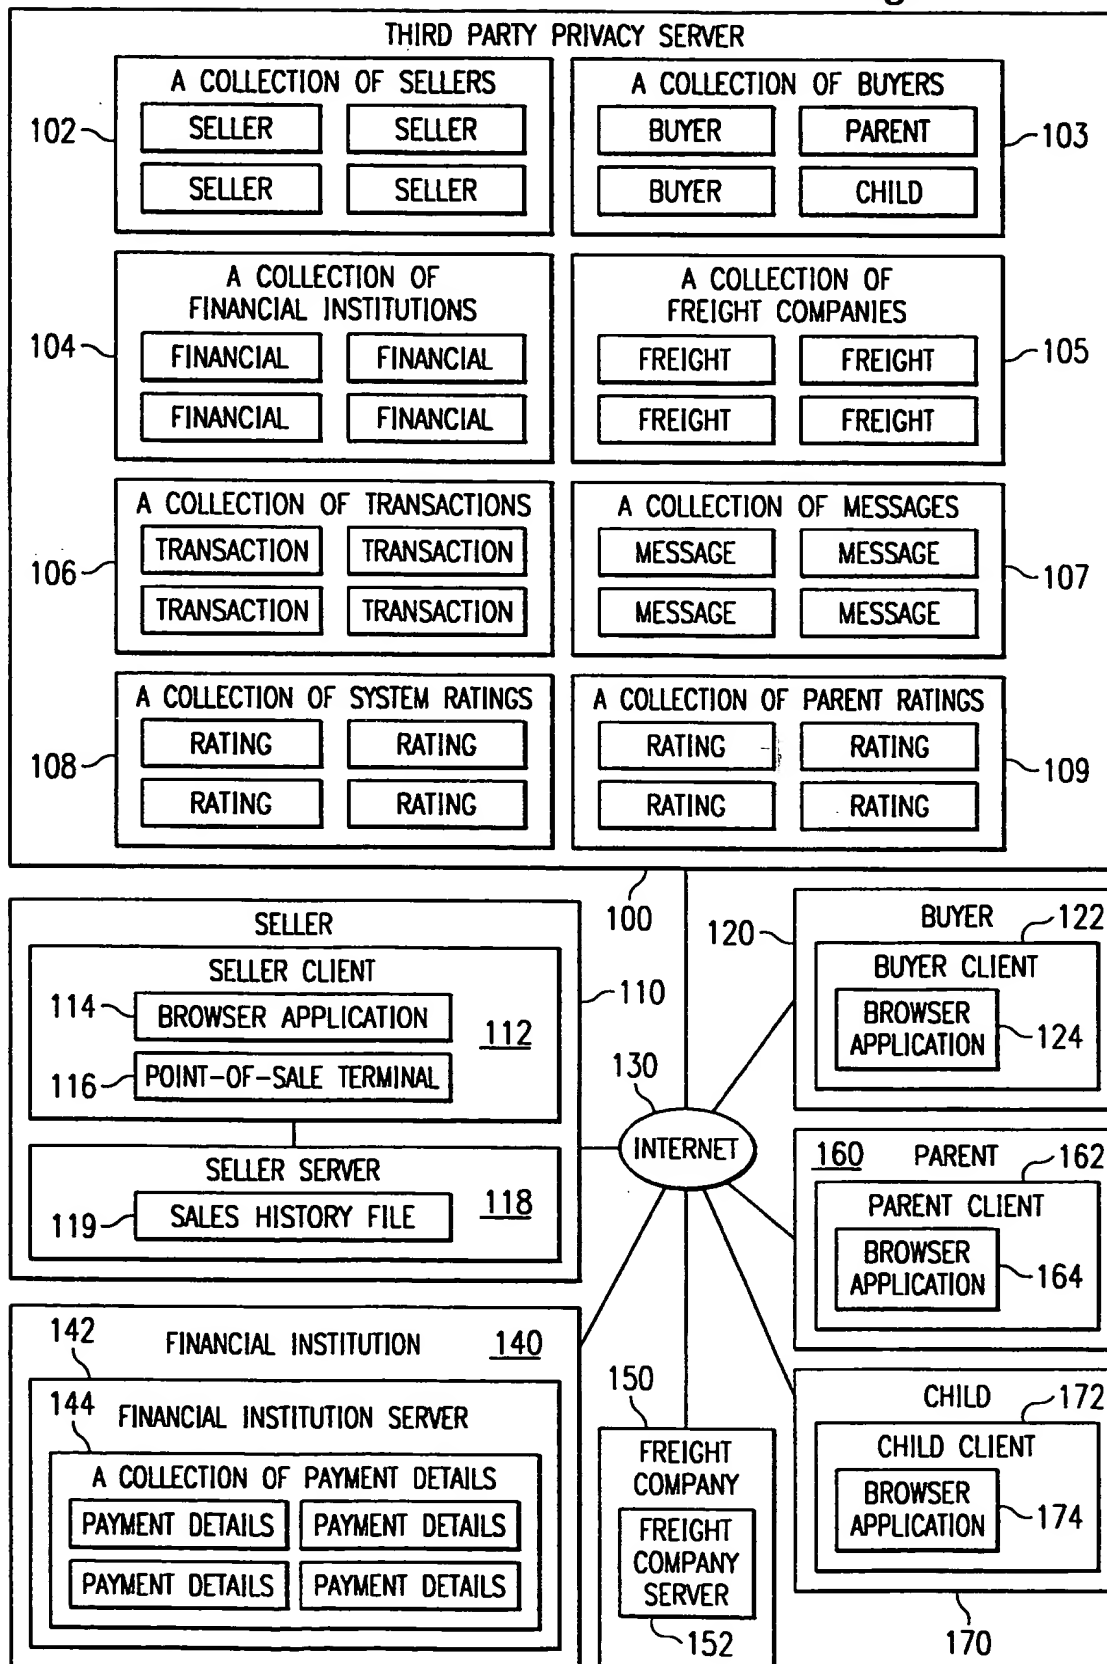 THIRD PARTY PRIVACY SERVER
A COLLECTION OF SELLERS
102
SELLER SELLER
SELLER SELLER
A COLLECTION OF BUYERS
BUYER PARENT
103
BUYER CHILD
A COLLECTION OF
FINANCIAL INSTITUTIONS
104
FINANCIAL FINANCIAL
FINANCIAL FINANCIAL
A COLLECTION OF
FREIGHT COMPANIES
FREIGHT FREIGHT
105
FREIGHT FREIGHT
A COLLECTION OF TRANSACTIONS
TRANSACTION TRANSACTION
106
TRANSACTION TRANSACTION
A COLLECTION OF MESSAGES
MESSAGE MESSAGE
107
MESSAGE MESSAGE
A COLLECTION OF SYSTEM RATINGS
RATING RATING
108
RATING RATING
A COLLECTION OF PARENT RATINGS
RATING RATING
109
RATING RATING
100
SELLER
110
SELLER CLIENT
114
BROWSER APPLICATION
112
116
POINT-OF-SALE TERMINAL
SELLER SERVER
118
119
SALES HISTORY FILE
130
INTERNET
120
BUYER
122
BUYER CLIENT
BROWSER
APPLICATION
124
160
PARENT
162
PARENT CLIENT
BROWSER
APPLICATION
164
142
FINANCIAL INSTITUTION
140
144
FINANCIAL INSTITUTION SERVER
A COLLECTION OF PAYMENT DETAILS
PAYMENT DETAILS PAYMENT DETAILS
PAYMENT DETAILS PAYMENT DETAILS
150
FREIGHT
COMPANY
FREIGHT
COMPANY
SERVER
152
CHILD
172
CHILD CLIENT
BROWSER
APPLICATION
174
170